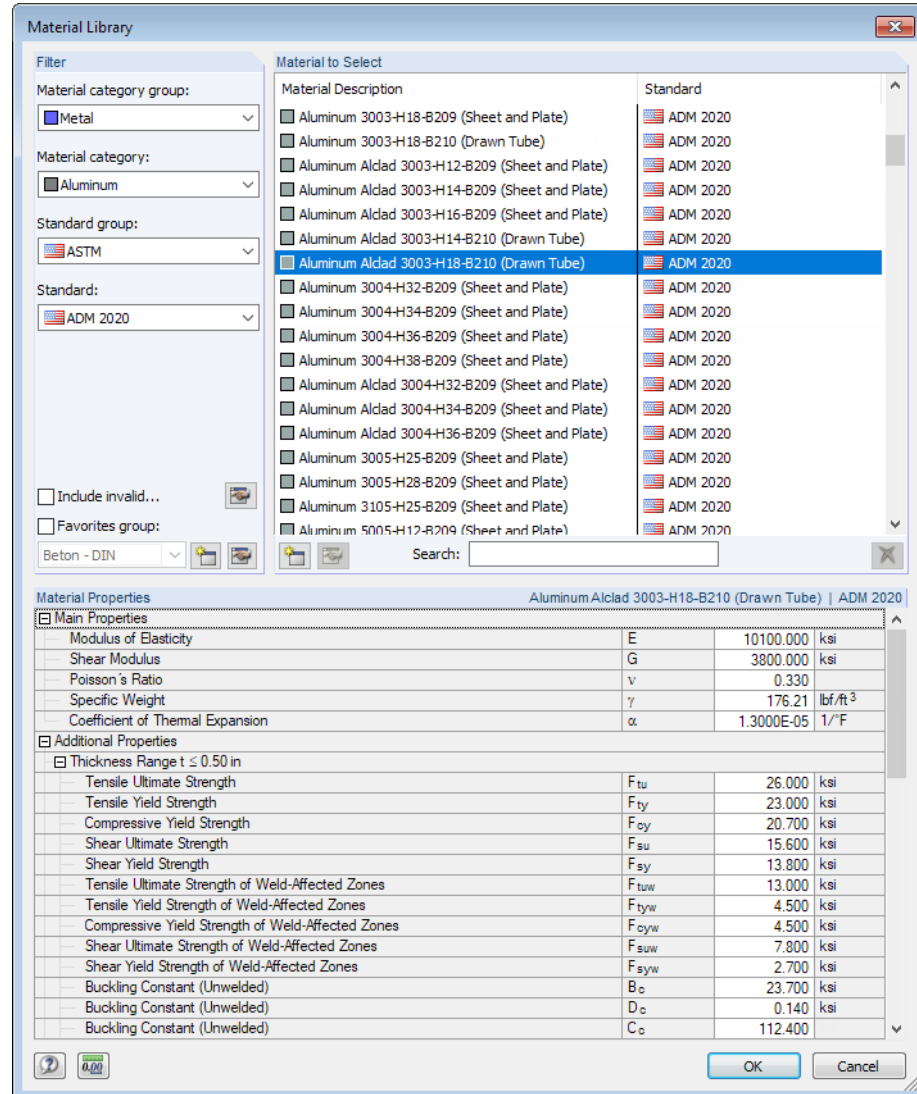 Material Library
Filter
Material category group:
Metal
Material category:
Aluminum
Standard group:
ASTM
Standard:
ADM 2020
Include invalid...
Favorites group:
Beton - DIN
Material to Select
Material Description Standard
Aluminum 3003-H18-B209 (Sheet and Plate) ADM 2020
Aluminum 3003-H18-B210 (Drawn Tube) ADM 2020
Aluminum Alclad 3003-H12-B209 (Sheet and Plate) ADM 2020
Aluminum Alclad 3003-H14-B209 (Sheet and Plate) ADM 2020
Aluminum Alclad 3003-H16-B209 (Sheet and Plate) ADM 2020
Aluminum Alclad 3003-H14-B210 (Drawn Tube) ADM 2020
Aluminum Alclad 3003-H18-B210 (Drawn Tube) ADM 2020
Aluminum 3004-H32-B209 (Sheet and Plate) ADM 2020
Aluminum 3004-H34-B209 (Sheet and Plate) ADM 2020
Aluminum 3004-H36-B209 (Sheet and Plate) ADM 2020
Aluminum 3004-H38-B209 (Sheet and Plate) ADM 2020
Aluminum Alclad 3004-H32-B209 (Sheet and Plate) ADM 2020
Aluminum Alclad 3004-H34-B209 (Sheet and Plate) ADM 2020
Aluminum Alclad 3004-H36-B209 (Sheet and Plate) ADM 2020
Aluminum 3005-H25-B209 (Sheet and Plate) ADM 2020
Aluminum 3005-H28-B209 (Sheet and Plate) ADM 2020
Aluminum 3105-H25-B209 (Sheet and Plate) ADM 2020
Aluminum 5005-H12-B209 (Sheet and Plate) ADM 2020
Search:
Material Properties Aluminum Alclad 3003-H18-B210 (Drawn Tube) | ADM 2020
Main Properties
Modulus of Elasticity E 10100.000 ksi
Shear Modulus G 3800.000 ksi
Poisson´s Ratio ν 0.330
Specific Weight γ 176.21 lbf/ft³
Coefficient of Thermal Expansion α 1.3000E-05 1/°F
Additional Properties
Thickness Range t ≤ 0.50 in
Tensile Ultimate Strength Ftu 26.000 ksi
Tensile Yield Strength Fty 23.000 ksi
Compressive Yield Strength Fcy 20.700 ksi
Shear Ultimate Strength Fsu 15.600 ksi
Shear Yield Strength Fsy 13.800 ksi
Tensile Ultimate Strength of Weld-Affected Zones Ftuw 13.000 ksi
Tensile Yield Strength of Weld-Affected Zones Ftyw 4.500 ksi
Compressive Yield Strength of Weld-Affected Zones Fcyw 4.500 ksi
Shear Ultimate Strength of Weld-Affected Zones Fsuw 7.800 ksi
Shear Yield Strength of Weld-Affected Zones Fsyw 2.700 ksi
Buckling Constant (Unwelded) Bc 23.700 ksi
Buckling Constant (Unwelded) Dc 0.140 ksi
Buckling Constant (Unwelded) Cc 112.400
0.00
OK
Cancel